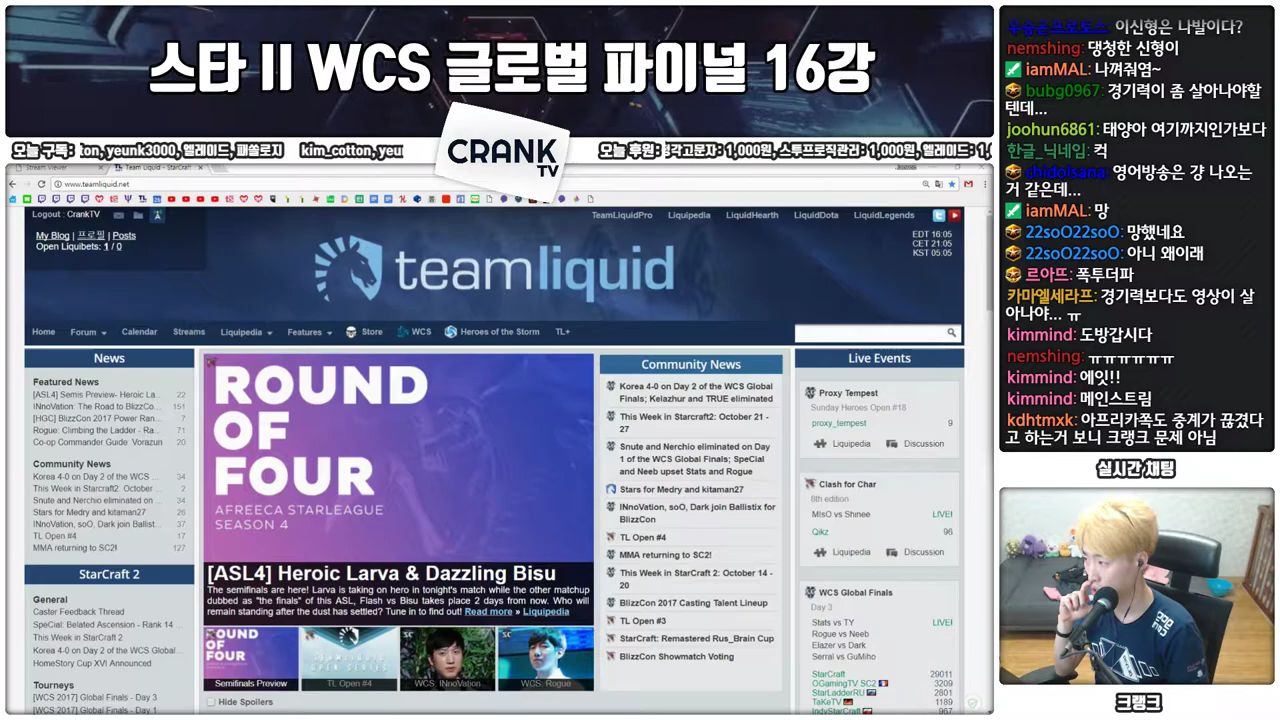 스타 II WCS 글로벌 파이널 16강
오늘 구독: ton, yeunk3000, 엘레이드, 패쏠로지 kim_cotton, yeu
CRANK TV
오늘 후원: 1,000원, 스투프로직관러: 1,000원, 엘레이드:
Stream Viewer
Team Liquid - StarCraft
www.teamliquid.net
Logout : CrankTV
My Blog | 프로필 | Posts
Open Liquibets: 1 / 0
TeamLiquidPro Liquipedia LiquidHearth LiquidDota LiquidLegends
EDT 16:05
CET 21:05
KST 05:05
teamliquid
Home Forum Calendar Streams Liquipedia Features Store WCS Heroes of the Storm TL+
News
Featured News
[ASL4] Semis Preview- Heroic La... 22
INnoVation: The Road to BlizzCo... 151
[HGC] BlizzCon 2017 Power Ran... 7
Rogue: Climbing the Ladder - Ra... 71
Co-op Commander Guide: Vorazun 20
Community News
Korea 4-0 on Day 2 of the WCS... 34
This Week in Starcraft2: October... 2
Snute and Nerchio eliminated on... 34
Stars for Medry and kitaman27 26
INnoVation, soO, Dark join Ballist... 37
TL Open #4 17
MMA returning to SC2! 127
StarCraft 2
General
Caster Feedback Thread
SpeCial: Belated Ascension - Rank 14...
This Week in StarCraft 2
Korea 4-0 on Day 2 of the WCS Global...
HomeStory Cup XVI Announced
Tourneys
[WCS 2017] Global Finals - Day 3
[WCS 2017] Global Finals - Day 1
ROUND
OF
FOUR
AFREECA STARLEAGUE
SEASON 4
[ASL4] Heroic Larva & Dazzling Bisu
The semifinals are here! Larva is taking on hero in tonight's match while the other matchup
dubbed as "the finals" of this ASL, Flash vs Bisu takes place 2 days from now. Who will
remain standing after the dust has settled? Tune in to find out! Read more » Liquipedia
ROUND
OF
FOUR
Semifinals Preview
TL Open #4
WCS: INnoVation
WCS: Rogue
Hide Spoilers
Community News
Korea 4-0 on Day 2 of the WCS Global
Finals; Kelazhur and TRUE eliminated
This Week in Starcraft2: October 21 -
27
Snute and Nerchio eliminated on Day
1 of the WCS Global Finals; SpeCial
and Neeb upset Stats and Rogue
Stars for Medry and kitaman27
INnoVation, soO, Dark join Ballistix for
BlizzCon
TL Open #4
MMA returning to SC2!
This Week in StarCraft 2: October 14 -
20
BlizzCon 2017 Casting Talent Lineup
TL Open #3
StarCraft: Remastered Rus_Brain Cup
BlizzCon Showmatch Voting
Live Events
Proxy Tempest
Sunday Heroes Open #18
proxy_tempest 9
Liquipedia Discussion
Clash for Char
8th edition
MIsO vs Shinee LIVE!
Qikz 96
Liquipedia Discussion
WCS Global Finals
Day 3
Stats vs TY LIVE!
Rogue vs Neeb
Elazer vs Dark
Serral vs GuMiho
StarCraft 29011
OGamingTV SC2 3209
StarLadderRU 2801
TaKeTV 1189
IndyStarCraft 967
우승은프로토스: 이신형은 나발이다?
nemshing: 댕청한 신형이
iamMAL: 나껴줘염~
bubg0967: 경기력이 좀 살아나야할
텐데...
joohun6861: 태양아 여기까지인가보다
한글_닉네임: 컥
chidolsana: 영어방송은 걍 나오는
거 같은데...
iamMAL: 망
22soO22soO: 망했네요
22soO22soO: 아니 왜이래
르아뜨: 폭투더파
카마엘세라프: 경기력보다도 영상이 살
아나야... ㅠ
kimmind: 도방갑시다
nemshing: ㅠㅠㅠㅠㅠㅠ
kimmind: 에잇!!
kimmind: 메인스트림
kdhtmxk: 아프리카쪽도 중계가 끊겼다
고 하는거 보니 크랭크 문제 아님
실시간 채팅
크랭크